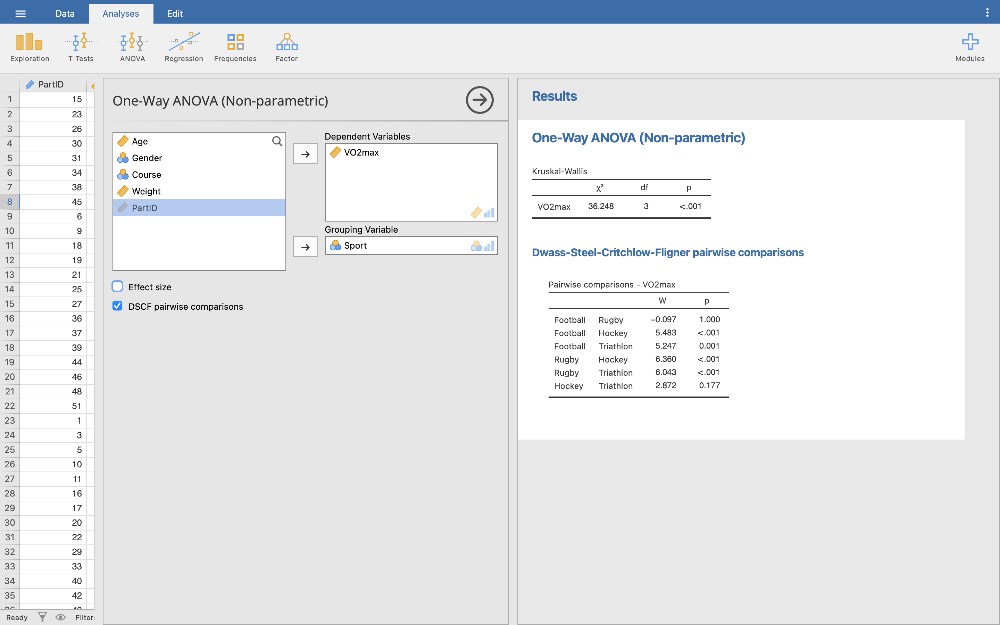 Data Analyses Edit
Exploration T-Tests ANOVA Regression Frequencies Factor Modules
PartID
1 15
2 23
3 26
4 30
5 31
6 34
7 38
8 45
9 6
10 9
11 18
12 19
13 21
14 25
15 27
16 36
17 37
18 39
19 44
20 46
21 48
22 51
23 1
24 3
25 5
26 10
27 11
28 16
29 17
30 20
31 22
32 29
33 33
34 40
35 42
Ready Filters
One-Way ANOVA (Non-parametric)
Age
Gender
Course
Weight
PartID
Dependent Variables
VO2max
Grouping Variable
Sport
Effect size
DSCF pairwise comparisons
Results
One-Way ANOVA (Non-parametric)
Kruskal-Wallis
χ² df p
VO2max 36.248 3 <.001
Dwass-Steel-Critchlow-Fligner pairwise comparisons
Pairwise comparisons - VO2max
W p
Football Rugby –0.097 1.000
Football Hockey 5.483 <.001
Football Triathlon 5.247 0.001
Rugby Hockey 6.360 <.001
Rugby Triathlon 6.043 <.001
Hockey Triathlon 2.872 0.177